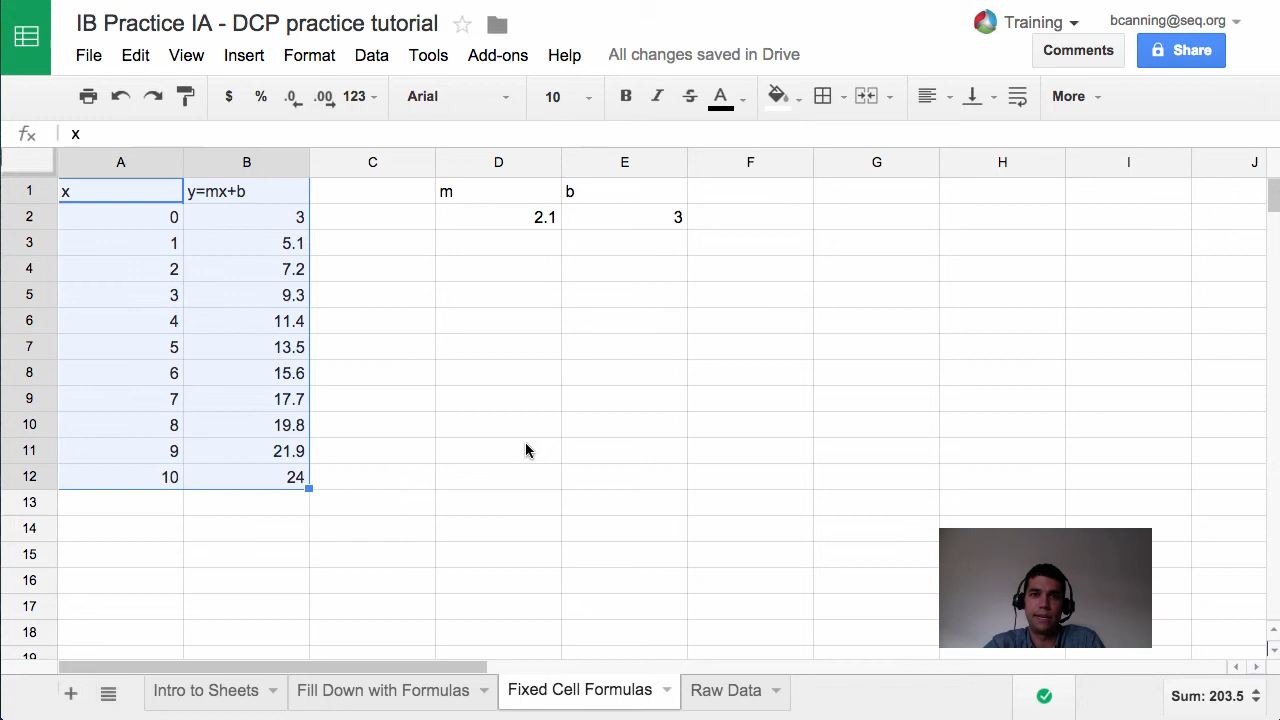 IB Practice IA - DCP practice tutorial
Training
bcanning@seq.org
File Edit View Insert Format Data Tools Add-ons Help All changes saved in Drive
Comments
Share
$ % .0 .00 123 Arial 10 B I S A More
fx x
A B C D E F G H I J
1 x y=mx+b m b
2 0 3 2.1 3
3 1 5.1
4 2 7.2
5 3 9.3
6 4 11.4
7 5 13.5
8 6 15.6
9 7 17.7
10 8 19.8
11 9 21.9
12 10 24
13
14
15
16
17
18
19
Intro to Sheets Fill Down with Formulas Fixed Cell Formulas Raw Data Sum: 203.5